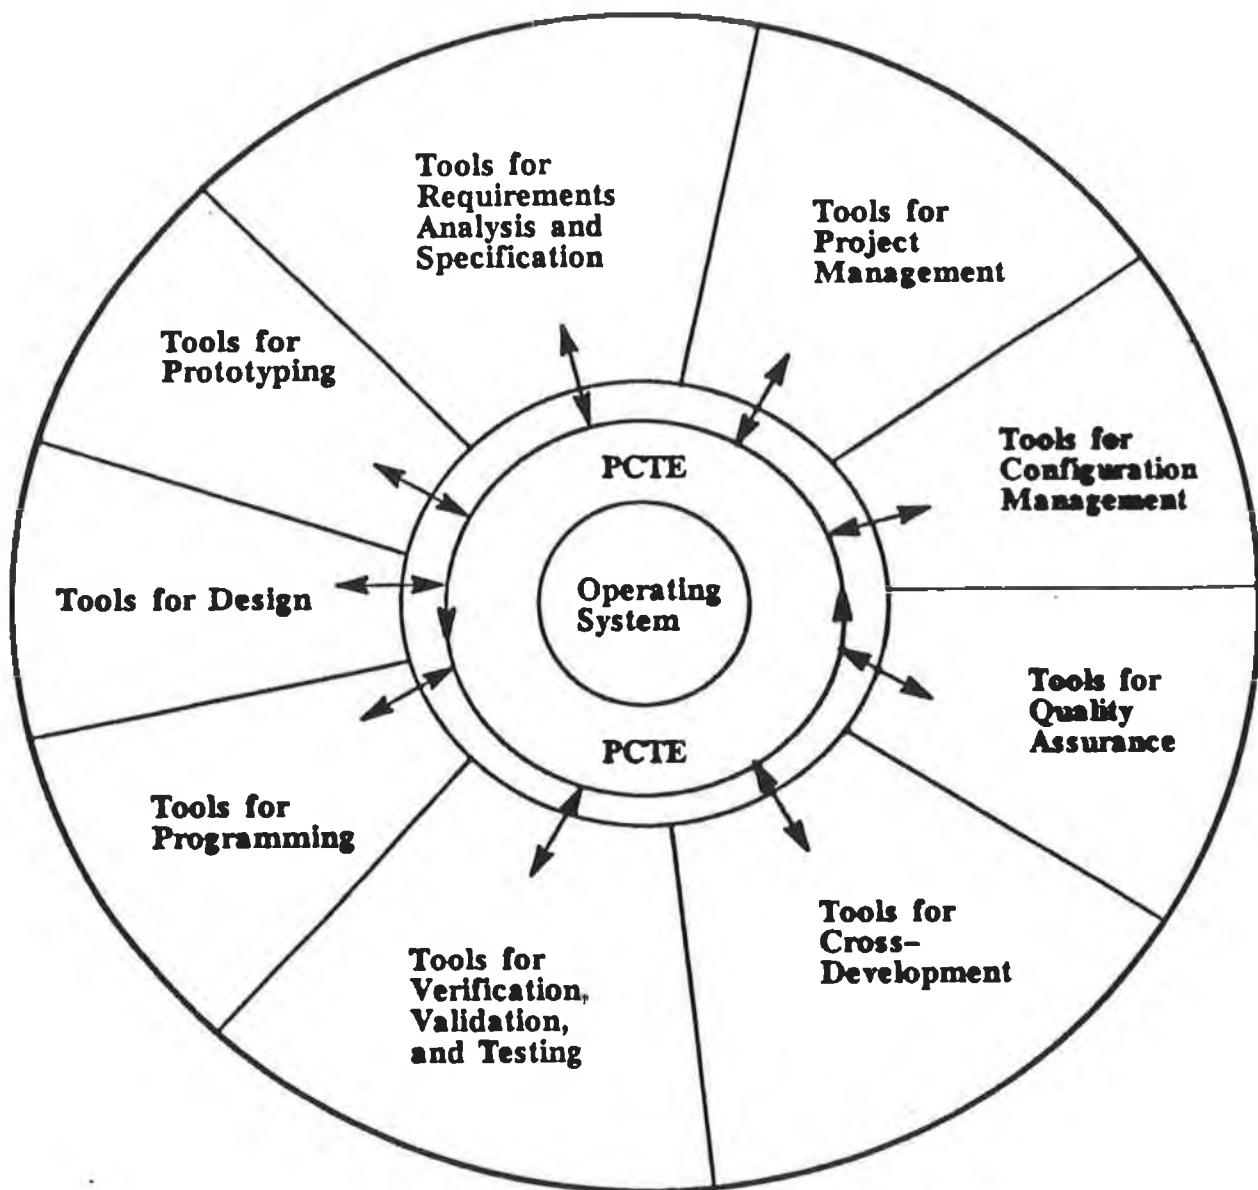 Tools for
Requirements
Analysis and
Specification
Tools for
Project
Management
Tools for
Prototyping
Tools for
Configuration
Management
PCTE
Operating
System
Tools for Design
Tools for
Quality
Assurance
PCTE
Tools for
Programming
Tools for
Cross-
Development
Tools for
Verification,
Validation,
and Testing